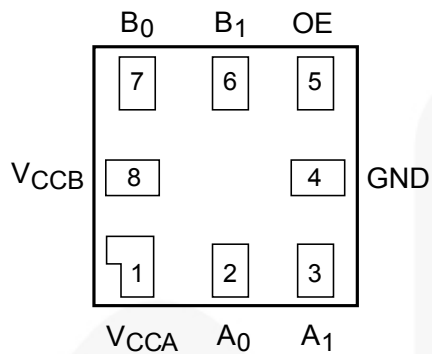 B0 B1 OE
7 6 5
VCCB 8 4 GND
1 2 3
VCCA A0 A1